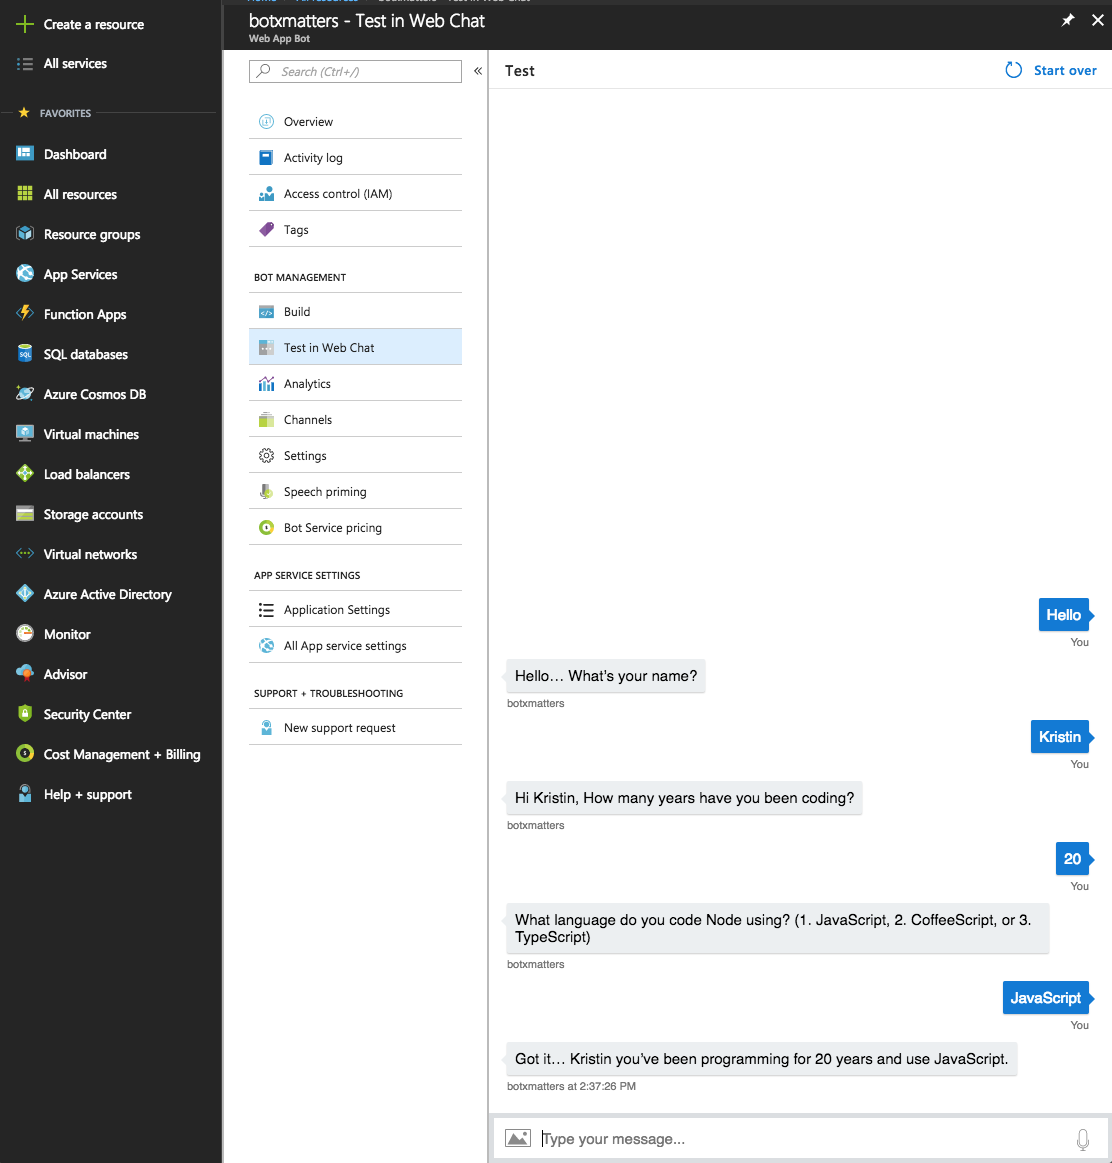 Create a resource
All services
FAVORITES
Dashboard
All resources
Resource groups
App Services
Function Apps
SQL databases
Azure Cosmos DB
Virtual machines
Load balancers
Storage accounts
Virtual networks
Azure Active Directory
Monitor
Advisor
Security Center
Cost Management + Billing
Help + support
botxmatters - Test in Web Chat
Web App Bot
Search (Ctrl+/)
«
Overview
Activity log
Access control (IAM)
Tags
BOT MANAGEMENT
Build
Test in Web Chat
Analytics
Channels
Settings
Speech priming
Bot Service pricing
APP SERVICE SETTINGS
Application Settings
All App service settings
SUPPORT + TROUBLESHOOTING
New support request
Test
Start over
Hello
You
Hello… What’s your name?
botxmatters
Kristin
You
Hi Kristin, How many years have you been coding?
botxmatters
20
You
What language do you code Node using? (1. JavaScript, 2. CoffeeScript, or 3.
TypeScript)
botxmatters
JavaScript
You
Got it… Kristin you’ve been programming for 20 years and use JavaScript.
botxmatters at 2:37:26 PM
Type your message...